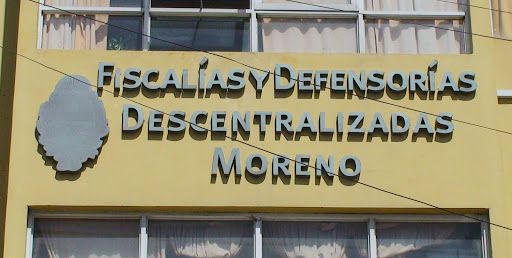 FISCALÍAS Y DEFENSORÍAS
DESCENTRALIZADAS
MORENO